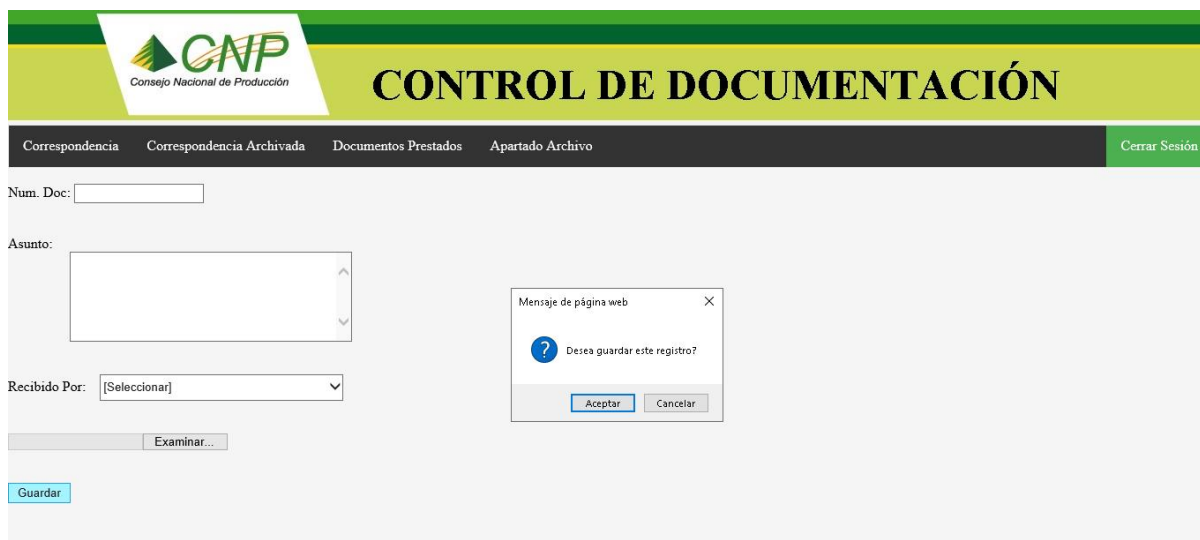 CNP
Consejo Nacional de Producción
CONTROL DE DOCUMENTACIÓN
Correspondencia Correspondencia Archivada Documentos Prestados Apartado Archivo Cerrar Sesión
Num. Doc:
Asunto:
Mensaje de página web
? Desea guardar este registro?
Aceptar Cancelar
Recibido Por: [Seleccionar]
Examinar...
Guardar